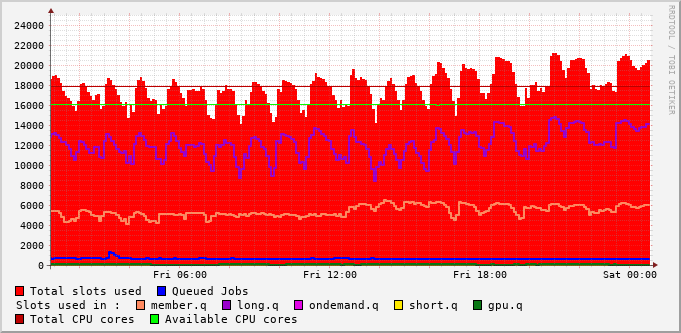 RRDTOOL / TOBI OETIKER
24000
22000
20000
18000
16000
14000
12000
10000
8000
6000
4000
2000
0
Fri 06:00 Fri 12:00 Fri 18:00 Sat 00:00
Total slots used Queued Jobs
Slots used in : member.q long.q ondemand.q short.q gpu.q
Total CPU cores Available CPU cores